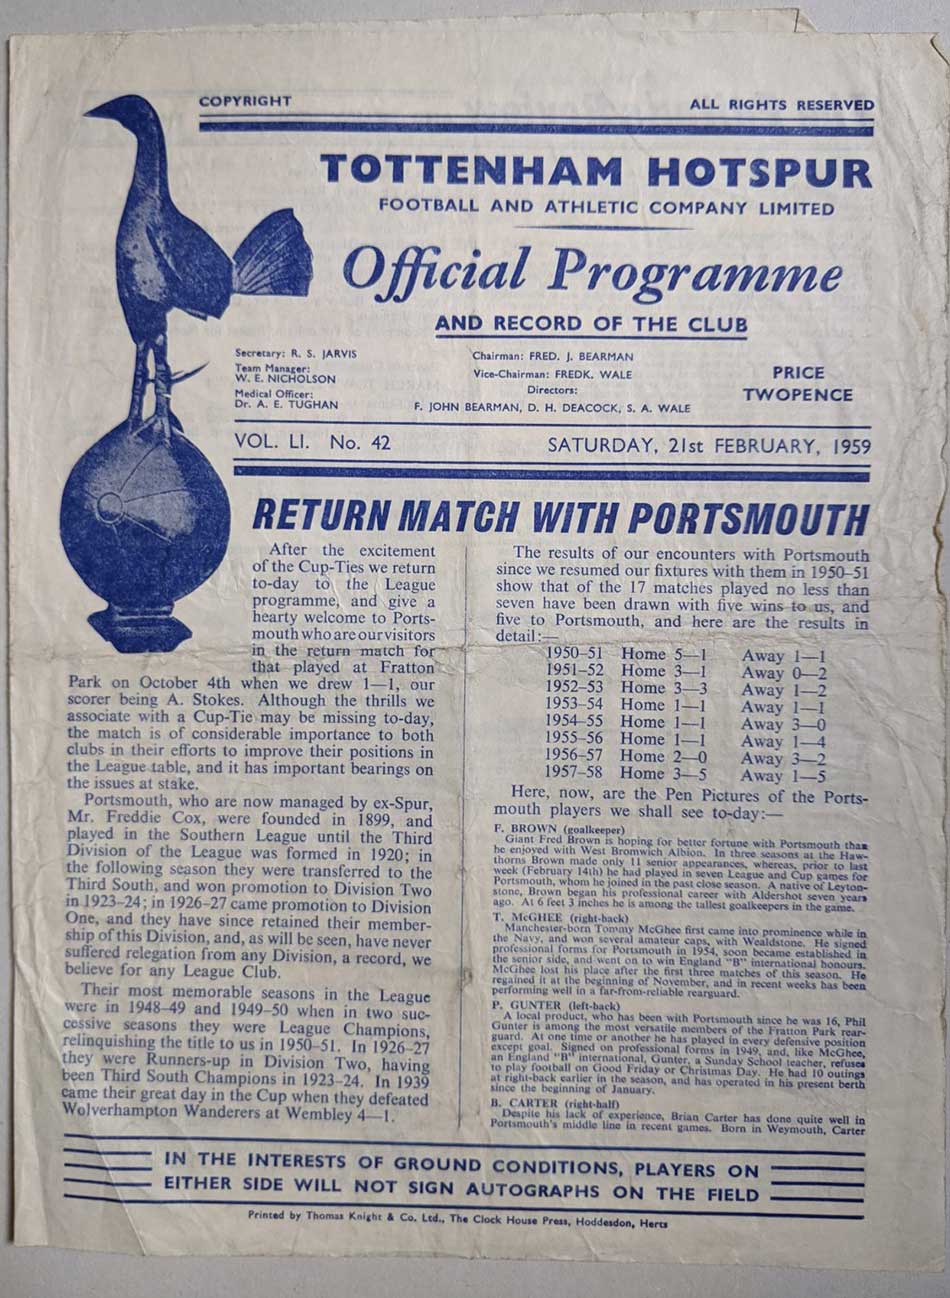 COPYRIGHT
ALL RIGHTS RESERVED
TOTTENHAM HOTSPUR
FOOTBALL AND ATHLETIC COMPANY LIMITED
Official Programme
AND RECORD OF THE CLUB
Secretary: R. S. JARVIS
Team Manager:
W. E. NICHOLSON
Medical Officer:
Dr. A. E. TUGHAN
Chairman: FRED. J. BEARMAN
Vice-Chairman: FREDK. WALE
Directors:
F. JOHN BEARMAN, D. H. DEACOCK, S. A. WALE
PRICE
TWOPENCE
VOL. LI. No. 42
SATURDAY, 21st FEBRUARY, 1959
RETURN MATCH WITH PORTSMOUTH
After the excitement
of the Cup-Ties we return
to-day to the League
programme, and give a
hearty welcome to Ports-
mouth who are our visitors
in the return match for
that played at Fratton
Park on October 4th when we drew 1—1, our
scorer being A. Stokes. Although the thrills we
associate with a Cup-Tie may be missing to-day,
the match is of considerable importance to both
clubs in their efforts to improve their positions in
the League table, and it has important bearings on
the issues at stake.
Portsmouth, who are now managed by ex-Spur,
Mr. Freddie Cox, were founded in 1899, and
played in the Southern League until the Third
Division of the League was formed in 1920; in
the following season they were transferred to the
Third South, and won promotion to Division Two
in 1923-24; in 1926-27 came promotion to Division
One, and they have since retained their member-
ship of this Division, and, as will be seen, have never
suffered relegation from any Division, a record, we
believe for any League Club.
Their most memorable seasons in the League
were in 1948-49 and 1949-50 when in two suc-
cessive seasons they were League Champions,
relinquishing the title to us in 1950-51. In 1926-27
they were Runners-up in Division Two, having
been Third South Champions in 1923-24. In 1939
came their great day in the Cup when they defeated
Wolverhampton Wanderers at Wembley 4—1.
The results of our encounters with Portsmouth
since we resumed our fixtures with them in 1950-51
show that of the 17 matches played no less than
seven have been drawn with five wins to us, and
five to Portsmouth, and here are the results in
detail:—
1950-51 Home 5—1 Away 1—1
1951-52 Home 3—1 Away 0—2
1952-53 Home 3—3 Away 1—2
1953-54 Home 1—1 Away 1—1
1954-55 Home 1—1 Away 3—0
1955-56 Home 1—1 Away 1—4
1956-57 Home 2—0 Away 3—2
1957-58 Home 3—5 Away 1—5
Here, now, are the Pen Pictures of the Ports-
mouth players we shall see to-day:—
F. BROWN (goalkeeper)
Giant Fred Brown is hoping for better fortune with Portsmouth than
he enjoyed with West Bromwich Albion. In three seasons at the Haw-
thorns Brown made only 11 senior appearances, whereas, prior to last
week (February 14th) he had played in seven League and Cup games for
Portsmouth, whom he joined in the past close season. A native of Leyton-
stone, Brown began his professional career with Aldershot seven years
ago. At 6 feet 3 inches he is among the tallest goalkeepers in the game.
T. McGHEE (right-back)
Manchester-born Tommy McGhee first came into prominence while in
the Navy, and won several amateur caps, with Wealdstone. He signed
professional forms for Portsmouth in 1954, soon became established in
the senior side, and went on to win England "B" international honours.
McGhee lost his place after the first three matches of this season. He
regained it at the beginning of November, and in recent weeks has been
performing well in a far-from-reliable rearguard.
P. GUNTER (left-back)
A local product, who has been with Portsmouth since he was 16, Phil
Gunter is among the most versatile members of the Fratton Park rear-
guard. At one time or another he has played in every defensive position
except goal. Signed on professional forms in 1949, and, like McGhee,
an England "B" international, Gunter, a Sunday School teacher, refuses
to play football on Good Friday or Christmas Day. He had 10 outings
at right-back earlier in the season, and has operated in his present berth
since the beginning of January.
B. CARTER (right-half)
Despite his lack of experience, Brian Carter has done quite well in
Portsmouth's middle line in recent games. Born in Weymouth, Carter
IN THE INTERESTS OF GROUND CONDITIONS, PLAYERS ON
EITHER SIDE WILL NOT SIGN AUTOGRAPHS ON THE FIELD
Printed by Thomas Knight & Co. Ltd., The Clock House Press, Hoddesdon, Herts